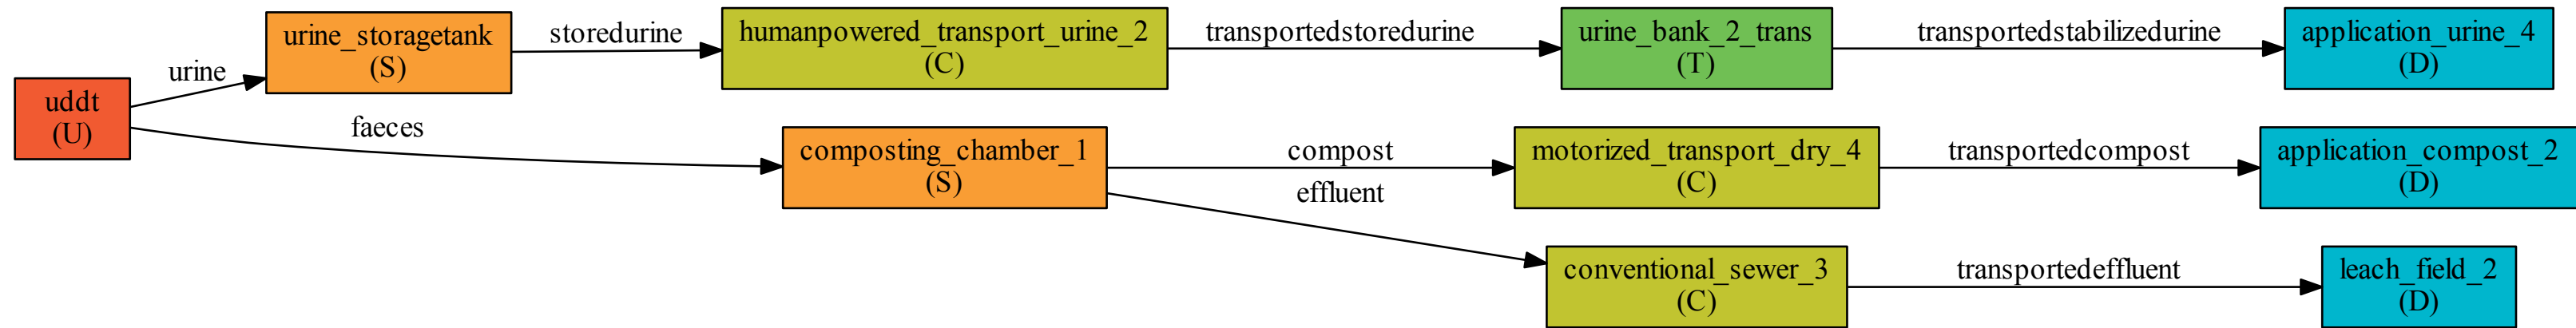 uddt
(U)
urine
faeces
urine_storagetank
(S)
storedurine
humanpowered_transport_urine_2
(C)
transportedstoredurine
urine_bank_2_trans
(T)
transportedstabilizedurine
application_urine_4
(D)
composting_chamber_1
(S)
compost
effluent
motorized_transport_dry_4
(C)
transportedcompost
application_compost_2
(D)
conventional_sewer_3
(C)
transportedeffluent
leach_field_2
(D)